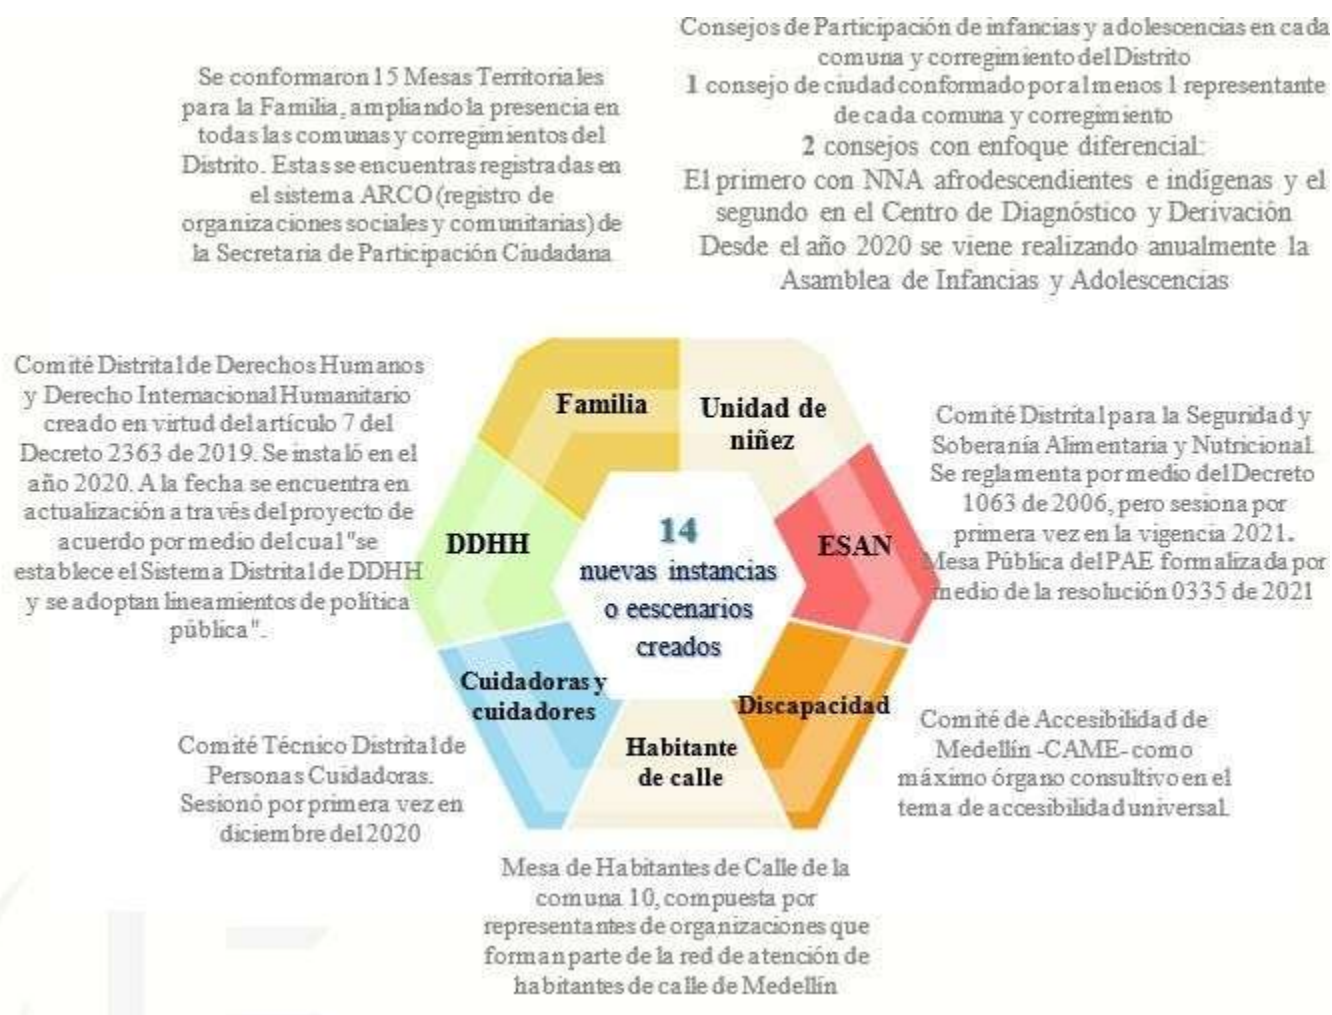 Se conformaron 15 Mesas Territoriales
para la Familia, ampliando la presencia en
todas las comunas y corregimientos del
Distrito. Estas se encuentras registradas en
el sistema ARCO (registro de
organizaciones sociales y comunitarias) de
la Secretaria de Participación Ciudadana
Consejos de Participación de infancias y adolescencias en cada
comuna y corregimiento del Distrito
1 consejo de ciudad conformado por al menos 1 representante
de cada comuna y corregimiento
2 consejos con enfoque diferencial:
El primero con NNA afrodescendientes e indígenas y el
segundo en el Centro de Diagnóstico y Derivación
Desde el año 2020 se viene realizando anualmente la
Asamblea de Infancias y Adolescencias
Comité Distrital de Derechos Humanos
y Derecho Internacional Humanitario
creado en virtud del artículo 7 del
Decreto 2363 de 2019. Se instaló en el
año 2020. A la fecha se encuentra en
actualización a través del proyecto de
acuerdo por medio del cual "se
establece el Sistema Distrital de DDHH
y se adoptan lineamientos de política
pública".
Familia
Unidad de
niñez
DDHH
ESAN
14
nuevas instancias
o eescenarios
creados
Cuidadoras y
cuidadores
Discapacidad
Habitante
de calle
Comité Distrital para la Seguridad y
Soberanía Alimentaria y Nutricional.
Se reglamenta por medio del Decreto
1063 de 2006, pero sesiona por
primera vez en la vigencia 2021.
Mesa Pública del PAE formalizada por
medio de la resolución 0335 de 2021
Comité Técnico Distrital de
Personas Cuidadoras.
Sesionó por primera vez en
diciembre del 2020
Comité de Accesibilidad de
Medellín -CAME- como
máximo órgano consultivo en el
tema de accesibilidad universal.
Mesa de Habitantes de Calle de la
comuna 10, compuesta por
representantes de organizaciones que
forman parte de la red de atención de
habitantes de calle de Medellín